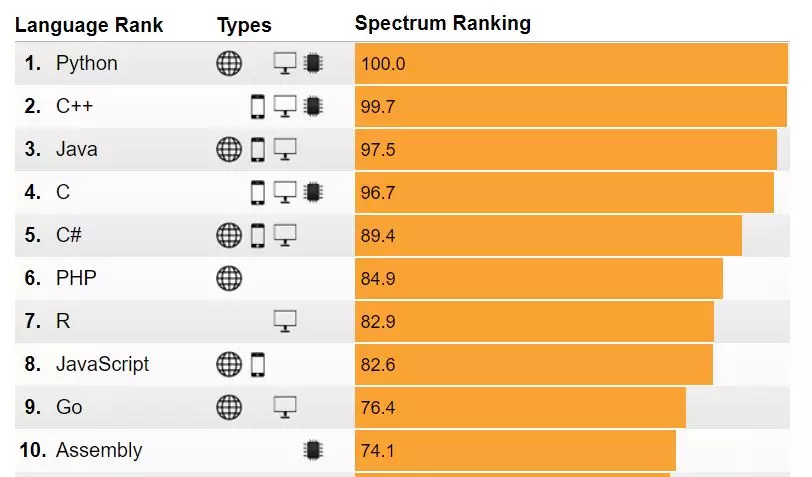 Language Rank Types Spectrum Ranking
1. Python 100.0
2. C++ 99.7
3. Java 97.5
4. C 96.7
5. C# 89.4
6. PHP 84.9
7. R 82.9
8. JavaScript 82.6
9. Go 76.4
10. Assembly 74.1